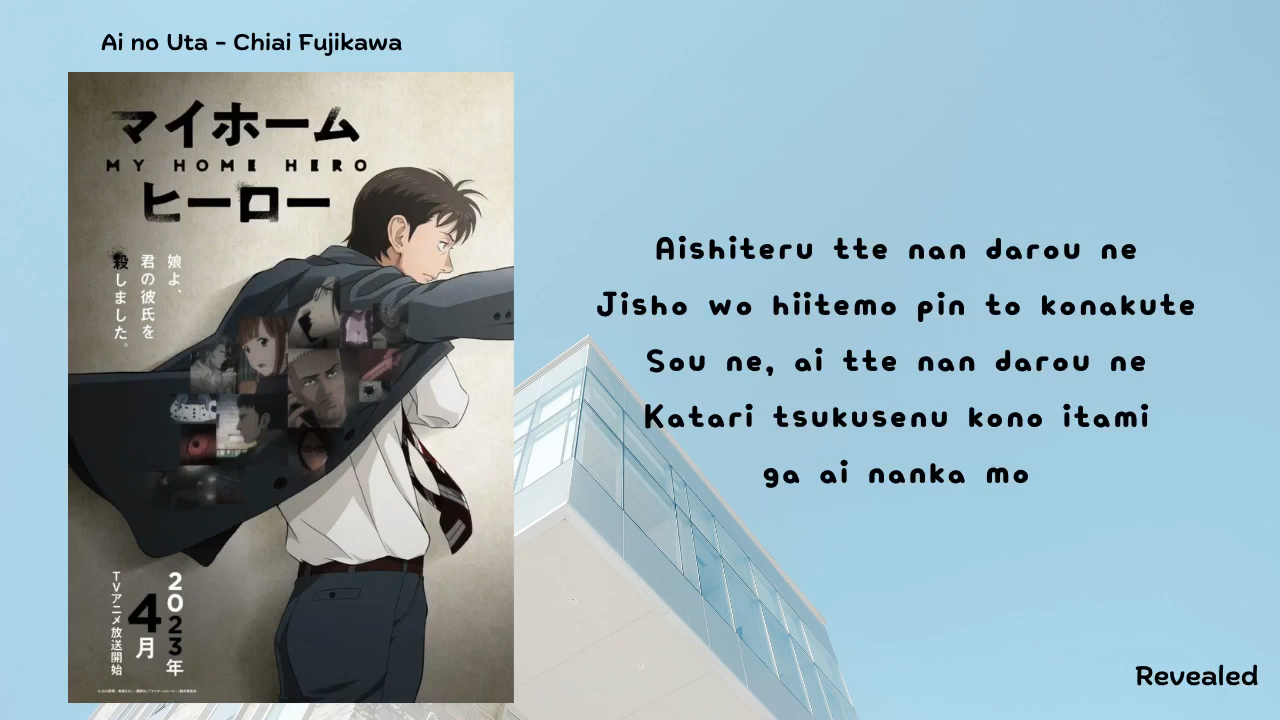 Ai no Uta - Chiai Fujikawa
マイホーム
MY HOME HERO
ヒーロー
娘よ、
君の彼氏を
殺しました。
Aishiteru tte nan darou ne
Jisho wo hiitemo pin to konakute
Sou ne, ai tte nan darou ne
Katari tsukusenu kono itami
ga ai nanka mo
2023年
4月
TVアニメ放送開始
Revealed